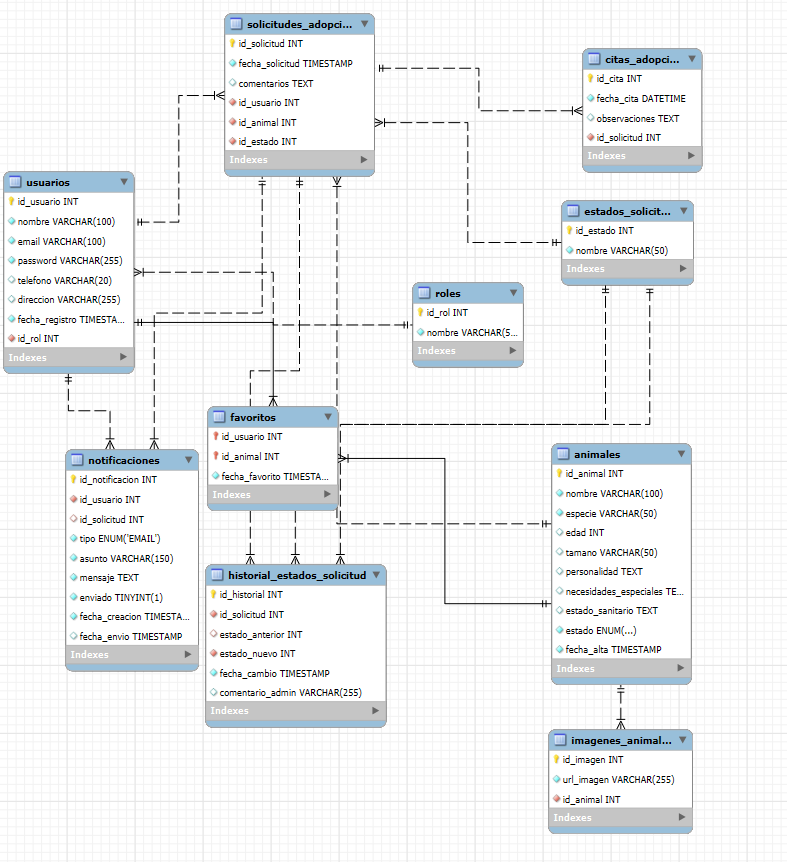 solicitudes_adopci...
id_solicitud INT
fecha_solicitud TIMESTAMP
comentarios TEXT
id_usuario INT
id_animal INT
id_estado INT
Indexes
citas_adopci...
id_cita INT
fecha_cita DATETIME
observaciones TEXT
id_solicitud INT
Indexes
usuarios
id_usuario INT
nombre VARCHAR(100)
email VARCHAR(100)
password VARCHAR(255)
telefono VARCHAR(20)
direccion VARCHAR(255)
fecha_registro TIMESTA...
id_rol INT
Indexes
estados_solicit...
id_estado INT
nombre VARCHAR(50)
Indexes
roles
id_rol INT
nombre VARCHAR(5...
Indexes
favoritos
id_usuario INT
id_animal INT
fecha_favorito TIMESTA...
Indexes
notificaciones
id_notificacion INT
id_usuario INT
id_solicitud INT
tipo ENUM('EMAIL')
asunto VARCHAR(150)
mensaje TEXT
enviado TINYINT(1)
fecha_creacion TIMESTA...
fecha_envio TIMESTAMP
Indexes
animales
id_animal INT
nombre VARCHAR(100)
especie VARCHAR(50)
edad INT
tamano VARCHAR(50)
personalidad TEXT
necesidades_especiales TE...
estado_sanitario TEXT
estado ENUM(...)
fecha_alta TIMESTAMP
Indexes
historial_estados_solicitud
id_historial INT
id_solicitud INT
estado_anterior INT
estado_nuevo INT
fecha_cambio TIMESTAMP
comentario_admin VARCHAR(255)
Indexes
imagenes_animal...
id_imagen INT
url_imagen VARCHAR(255)
id_animal INT
Indexes